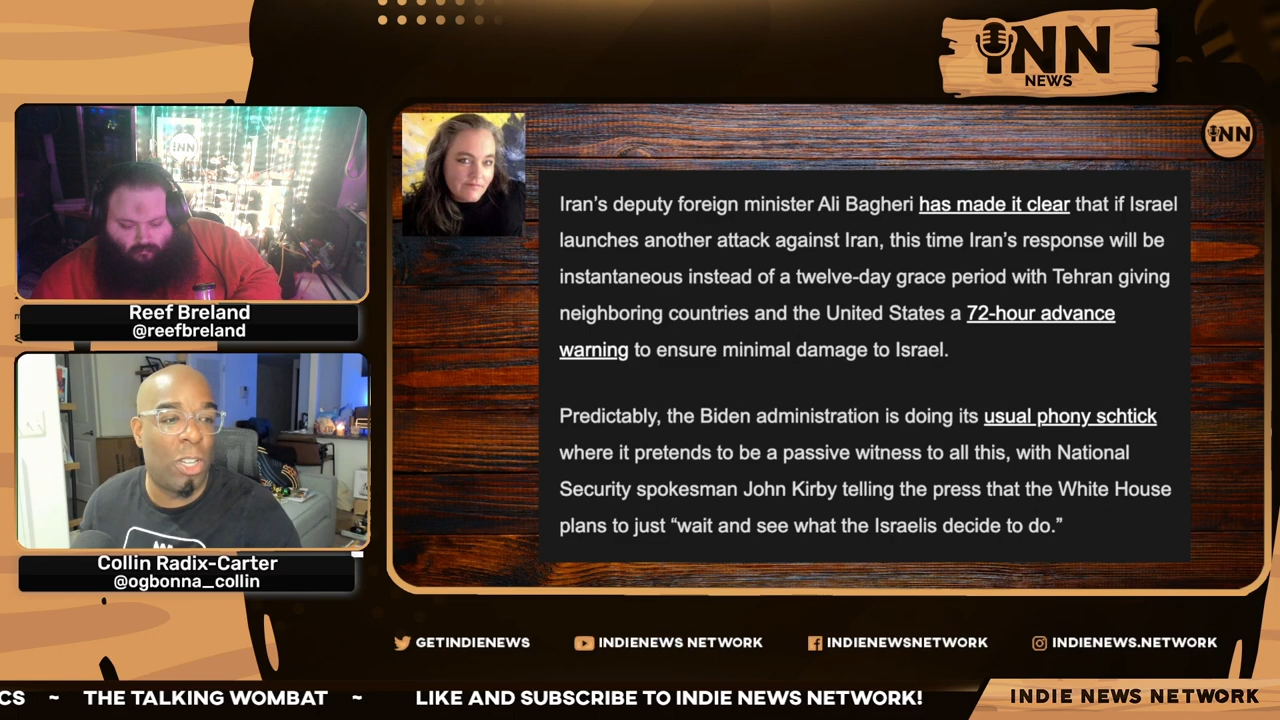 iNN
NEWS
iNN
iNN
Iran’s deputy foreign minister Ali Bagheri has made it clear that if Israel
launches another attack against Iran, this time Iran’s response will be
instantaneous instead of a twelve-day grace period with Tehran giving
neighboring countries and the United States a 72-hour advance
warning to ensure minimal damage to Israel.
Predictably, the Biden administration is doing its usual phony schtick
where it pretends to be a passive witness to all this, with National
Security spokesman John Kirby telling the press that the White House
plans to just “wait and see what the Israelis decide to do.”
Reef Breland
@reefbreland
Collin Radix-Carter
@ogbonna_collin
GETINDIENEWS
INDIENEWS NETWORK
INDIENEWSNETWORK
INDIENEWS.NETWORK
CS ~ THE TALKING WOMBAT ~ LIKE AND SUBSCRIBE TO INDIE NEWS NETWORK!
INDIE NEWS NETWORK